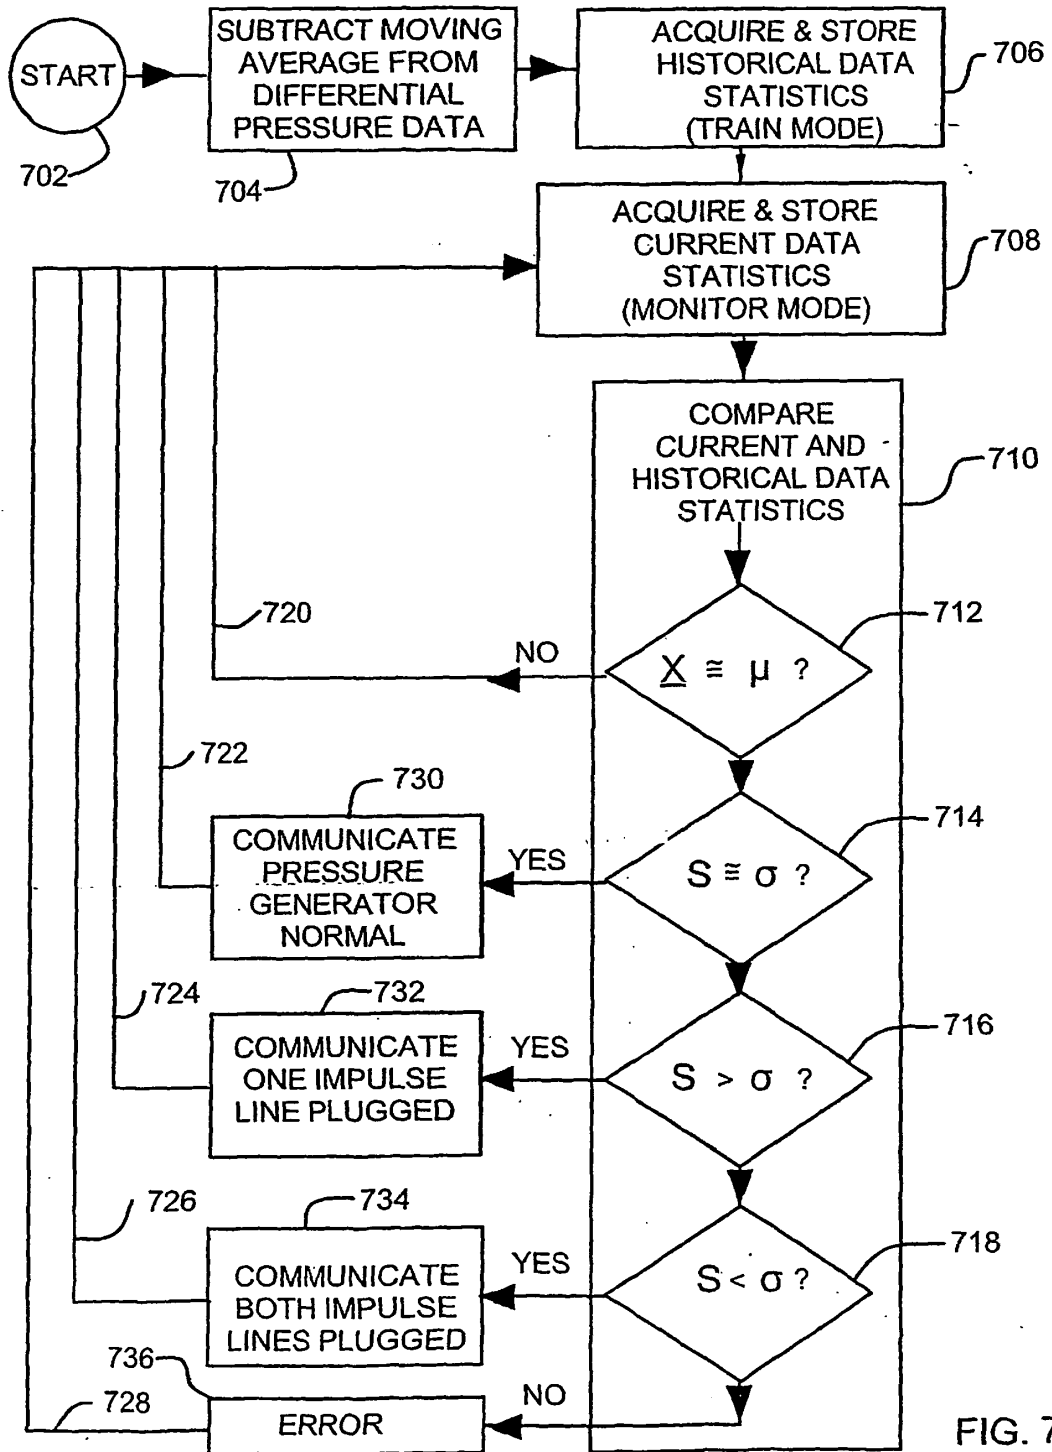 START
702
SUBTRACT MOVING
AVERAGE FROM
DIFFERENTIAL
PRESSURE DATA
704
ACQUIRE & STORE
HISTORICAL DATA
STATISTICS
(TRAIN MODE)
706
ACQUIRE & STORE
CURRENT DATA
STATISTICS
(MONITOR MODE)
708
COMPARE
CURRENT AND
HISTORICAL DATA
STATISTICS
710
X ≅ μ ?
712
NO
720
S ≅ σ ?
714
YES
COMMUNICATE
PRESSURE
GENERATOR
NORMAL
730
722
S > σ ?
716
YES
COMMUNICATE
ONE IMPULSE
LINE PLUGGED
732
724
S < σ ?
718
YES
COMMUNICATE
BOTH IMPULSE
LINES PLUGGED
734
726
NO
ERROR
736
728
FIG. 7